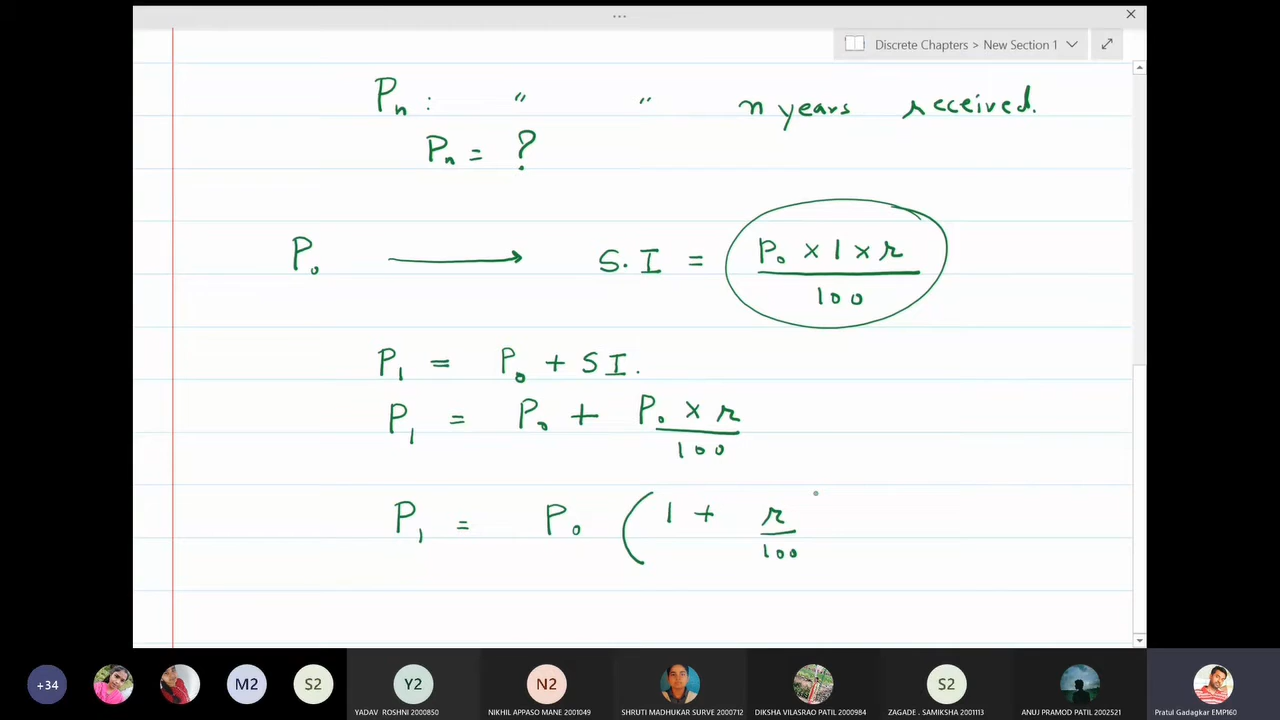 ...
Discrete Chapters > New Section 1
Pₙ : " " n years received.
Pₙ = ?
P₀ ⟶ S.I = P₀ × 1 × r / 100
P₁ = P₀ + SI.
P₁ = P₀ + P₀ × r / 100
P₁ = P₀ ( 1 + r / 100
+34
M2
S2
Y2
N2
S2
YADAV ROSHNI 2000850
NIKHIL APPASO MANE 2001049
SHRUTI MADHUKAR SURVE 2000712
DIKSHA VILASRAO PATIL 2000984
ZAGADE . SAMIKSHA 2001113
ANUJ PRAMOD PATIL 2002521
Pratul Gadagkar EMP160